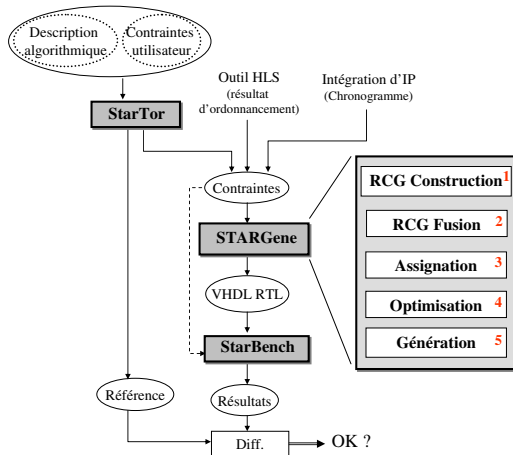 Description
algorithmique
Contraintes
utilisateur
Outil HLS
(résultat
d'ordonnancement)
Intégration d'IP
(Chronogramme)
StarTor
Contraintes
STARGene
VHDL RTL
StarBench
Référence
Résultats
Diff.
OK ?
RCG Construction 1
RCG Fusion 2
Assignation 3
Optimisation 4
Génération 5